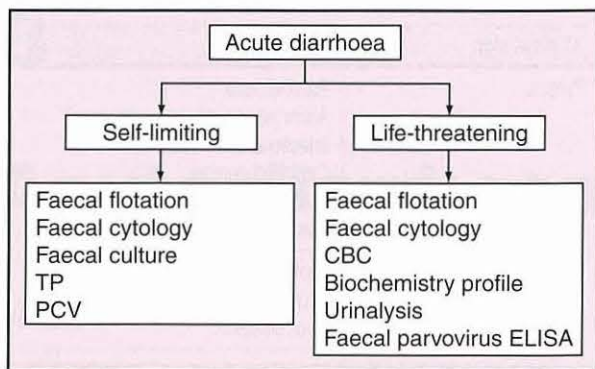 Acute diarrhoea
Self-limiting
Life-threatening
Faecal flotation
Faecal cytology
Faecal culture
TP
PCV
Faecal flotation
Faecal cytology
CBC
Biochemistry profile
Urinalysis
Faecal parvovirus ELISA